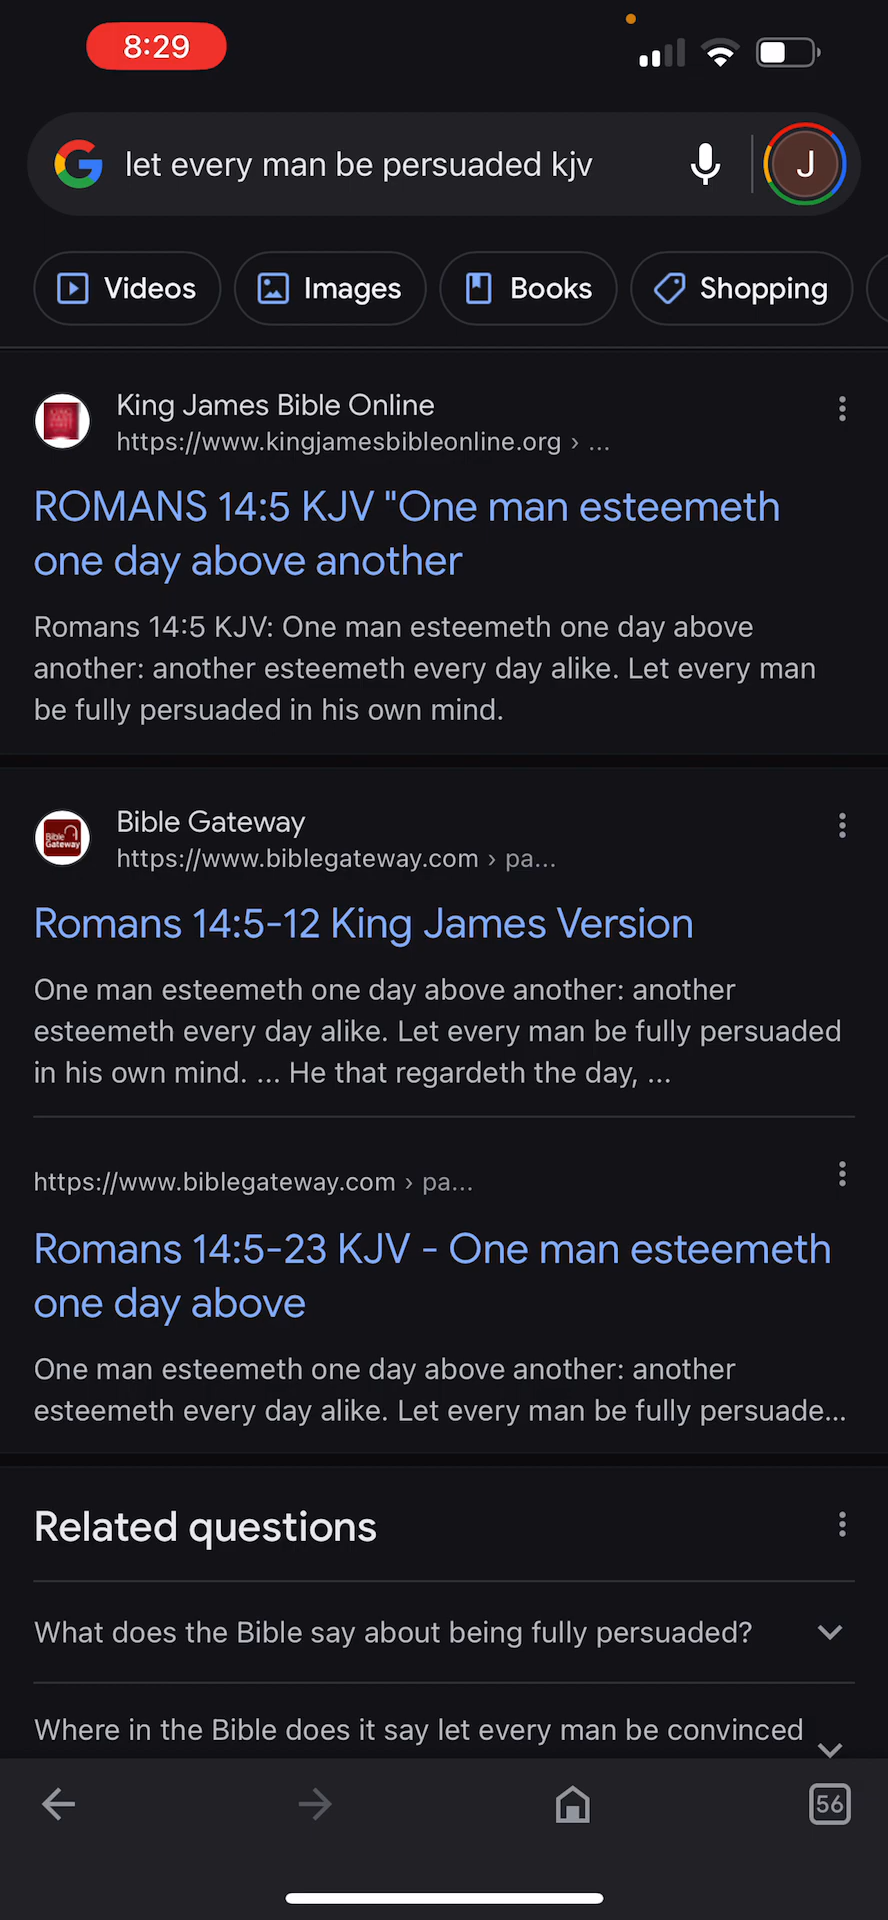 8:29
let every man be persuaded kjv
J
Videos
Images
Books
Shopping
King James Bible Online
https://www.kingjamesbibleonline.org › ...
ROMANS 14:5 KJV "One man esteemeth
one day above another
Romans 14:5 KJV: One man esteemeth one day above
another: another esteemeth every day alike. Let every man
be fully persuaded in his own mind.
Bible Gateway
https://www.biblegateway.com › pa...
Bible
Gateway
Romans 14:5-12 King James Version
One man esteemeth one day above another: another
esteemeth every day alike. Let every man be fully persuaded
in his own mind. ... He that regardeth the day, ...
https://www.biblegateway.com › pa...
Romans 14:5-23 KJV - One man esteemeth
one day above
One man esteemeth one day above another: another
esteemeth every day alike. Let every man be fully persuade...
Related questions
What does the Bible say about being fully persuaded?
Where in the Bible does it say let every man be convinced
56